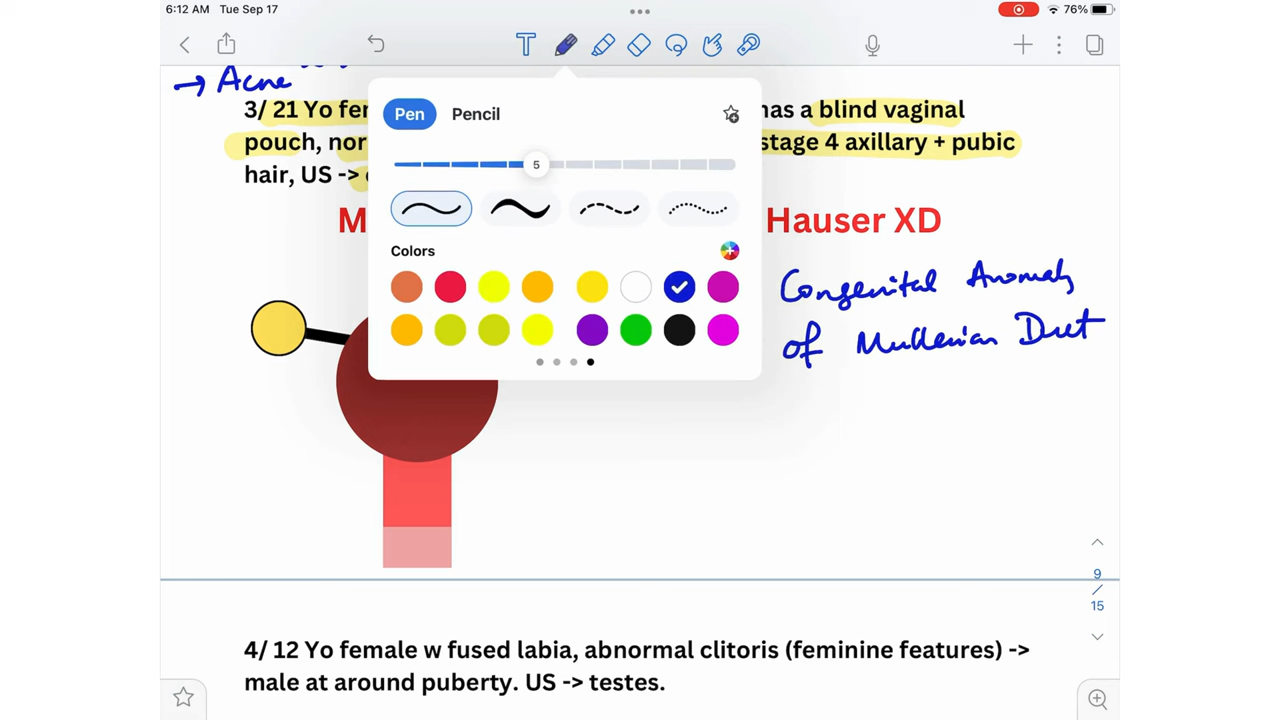 6:12 AM Tue Sep 17
76%
T
→ Acne
3/ 21 Yo fem has a blind vaginal
pouch, nor stage 4 axillary + pubic
hair, US ->
M Hauser XD
Pen Pencil
5
Colors
Congenital Anomaly
of Mullerian Duct
9
/
15
4/ 12 Yo female w fused labia, abnormal clitoris (feminine features) ->
male at around puberty. US -> testes.